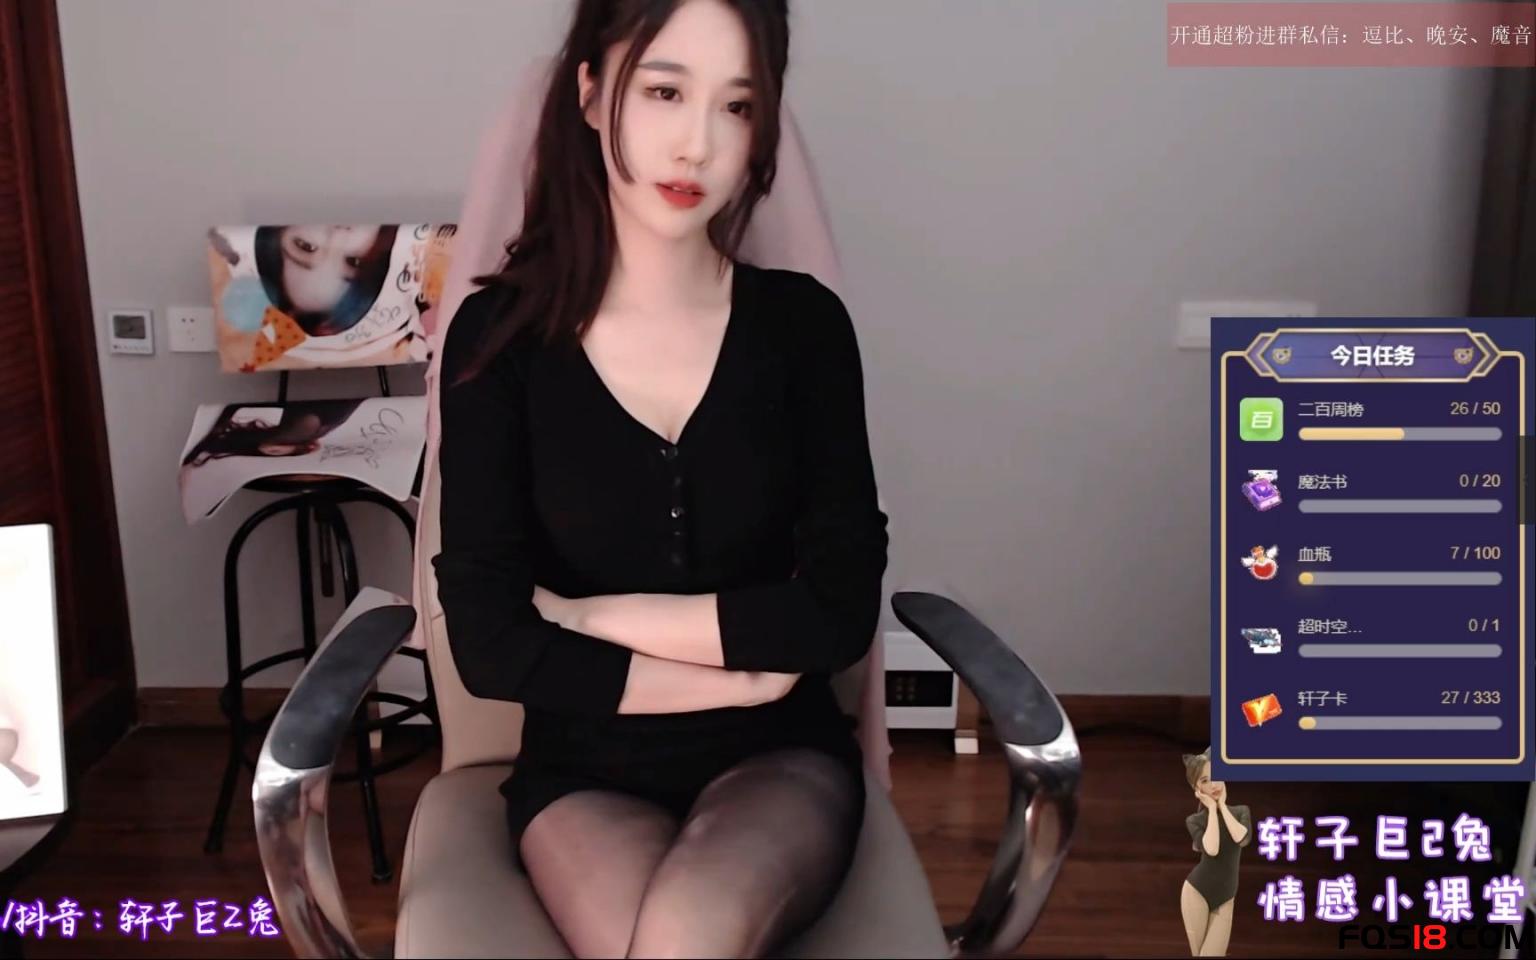 开通超粉进群私信：逗比、晚安、魔音
今日任务
百
二百周榜 26 / 50
魔法书 0 / 20
血瓶 7 / 100
超时空... 0 / 1
轩子卡 27 / 333
轩子巨2兔
情感小课堂
/抖音：轩子巨2兔
FQS18.COM